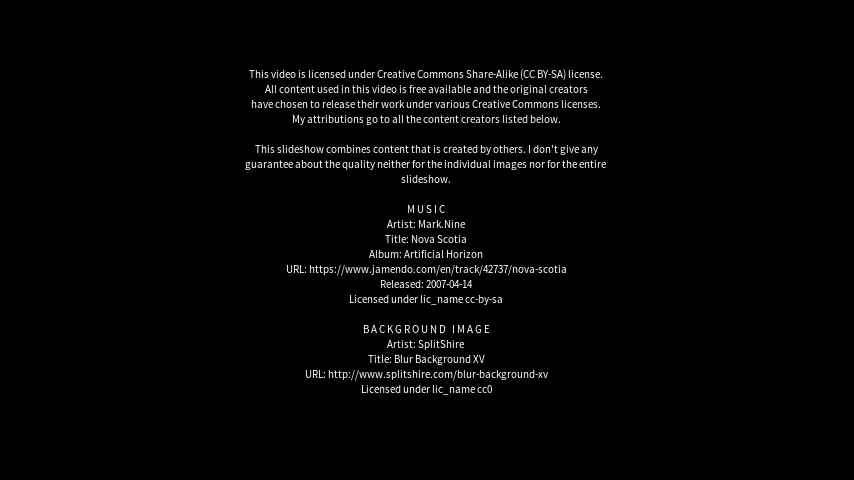 This video is licensed under Creative Commons Share-Alike (CC BY-SA) license.
All content used in this video is free available and the original creators
have chosen to release their work under various Creative Commons licenses.
My attributions go to all the content creators listed below.
This slideshow combines content that is created by others. I don't give any
guarantee about the quality neither for the individual images nor for the entire
slideshow.
MUSIC
Artist: Mark.Nine
Title: Nova Scotia
Album: Artificial Horizon
URL: https://www.jamendo.com/en/track/42737/nova-scotia
Released: 2007-04-14
Licensed under lic_name cc-by-sa
BACKGROUND IMAGE
Artist: SplitShire
Title: Blur Background XV
URL: http://www.splitshire.com/blur-background-xv
Licensed under lic_name cc0